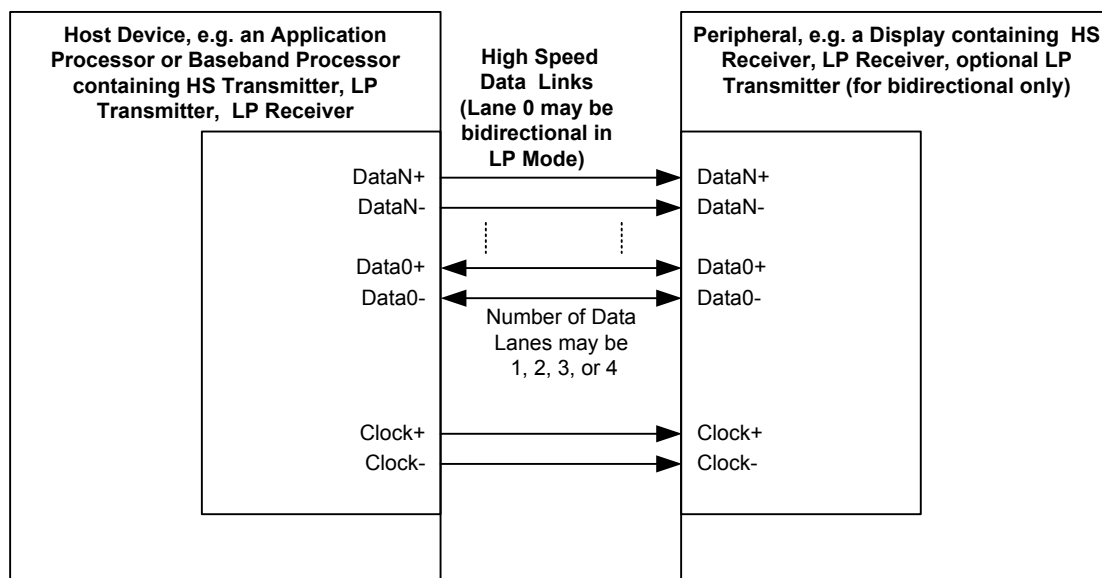 Host Device, e.g. an Application
Processor or Baseband Processor
containing HS Transmitter, LP
Transmitter, LP Receiver
High Speed
Data Links
(Lane 0 may be
bidirectional in
LP Mode)
Peripheral, e.g. a Display containing HS
Receiver, LP Receiver, optional LP
Transmitter (for bidirectional only)
DataN+
DataN-
Data0+
Data0-
DataN+
DataN-
Data0+
Data0-
Number of Data
Lanes may be
1, 2, 3, or 4
Clock+
Clock-
Clock+
Clock-